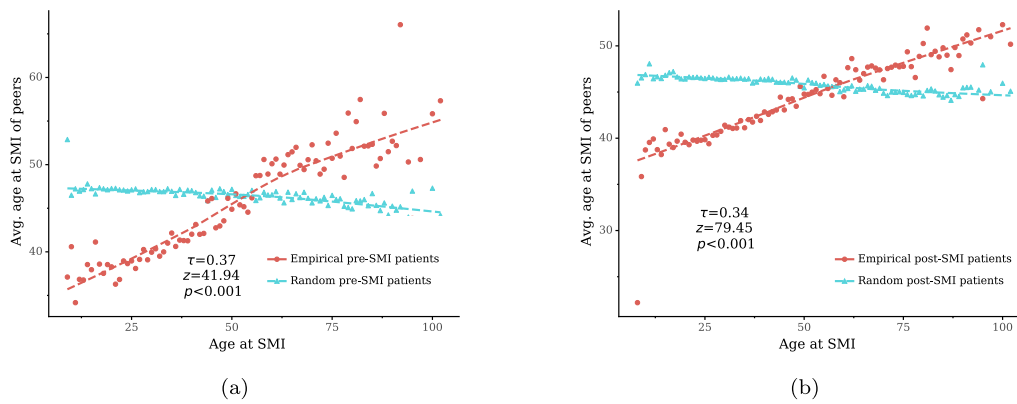 Avg. age at SMI of peers
60
50
40
τ=0.37
z=41.94
p<0.001
Empirical pre-SMI patients
Random pre-SMI patients
25
50
75
100
Age at SMI
(a)
Avg. age at SMI of peers
50
40
30
τ=0.34
z=79.45
p<0.001
Empirical post-SMI patients
Random post-SMI patients
25
50
75
100
Age at SMI
(b)